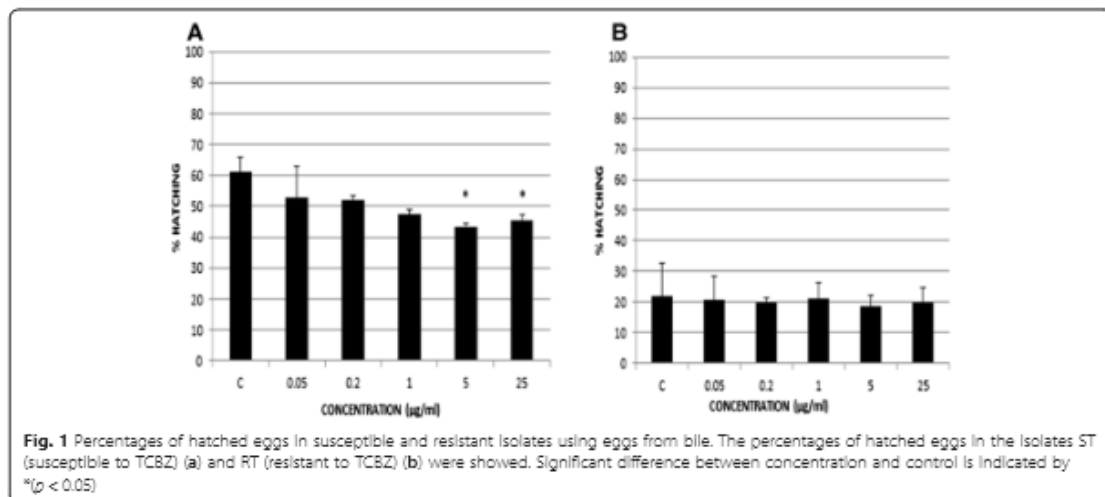 A
100
90
80
70
60
50
40
30
20
10
0
% HATCHING
* *
C 0.05 0.2 1 5 25
CONCENTRATION (µg/ml)
B
100
90
80
70
60
50
40
30
20
10
0
% HATCHING
C 0.05 0.2 1 5 25
CONCENTRATION (µg/ml)
Fig. 1 Percentages of hatched eggs in susceptible and resistant isolates using eggs from bile. The percentages of hatched eggs in the isolates ST
(susceptible to TCBZ) (a) and RT (resistant to TCBZ) (b) were showed. Significant difference between concentration and control is indicated by
*(p < 0.05)